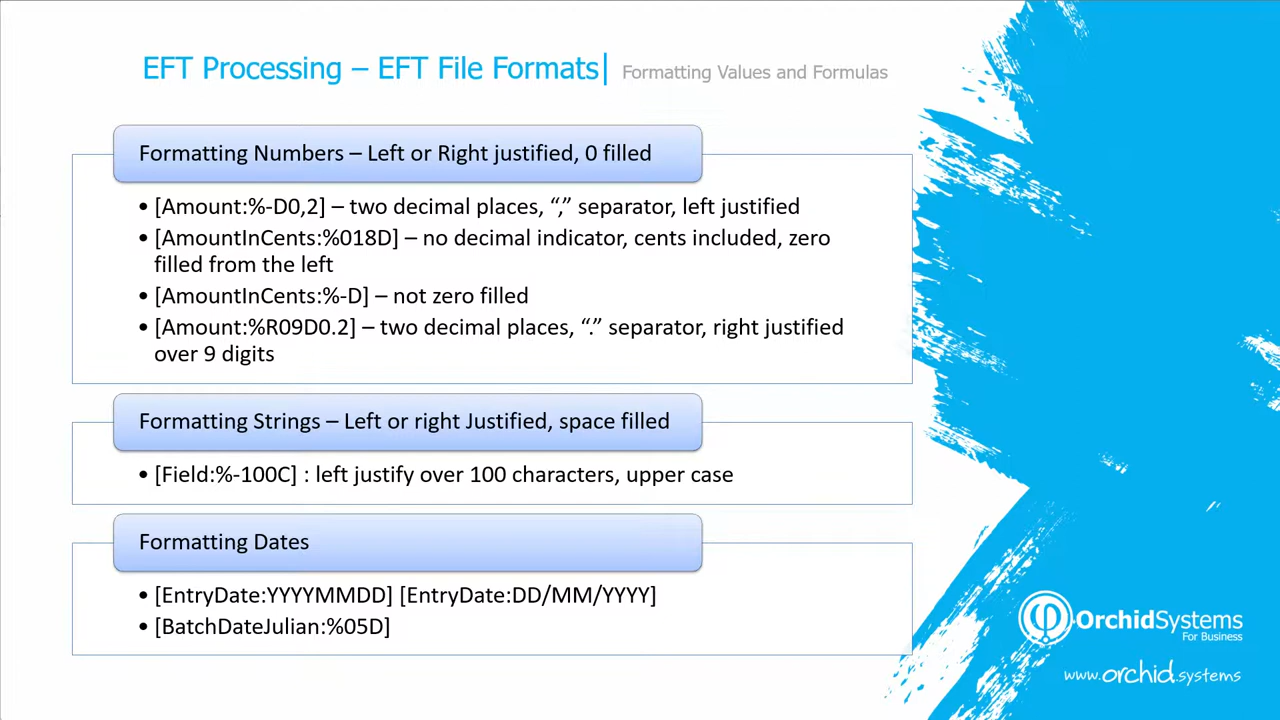 EFT Processing – EFT File Formats| Formatting Values and Formulas
Formatting Numbers – Left or Right justified, 0 filled
• [Amount:%-D0,2] – two decimal places, “,” separator, left justified
• [AmountInCents:%018D] – no decimal indicator, cents included, zero
filled from the left
• [AmountInCents:%-D] – not zero filled
• [Amount:%R09D0.2] – two decimal places, “.” separator, right justified
over 9 digits
Formatting Strings – Left or right Justified, space filled
• [Field:%-100C] : left justify over 100 characters, upper case
Formatting Dates
• [EntryDate:YYYYMMDD] [EntryDate:DD/MM/YYYY]
• [BatchDateJulian:%05D]
OrchidSystems
For Business
www.orchid.systems